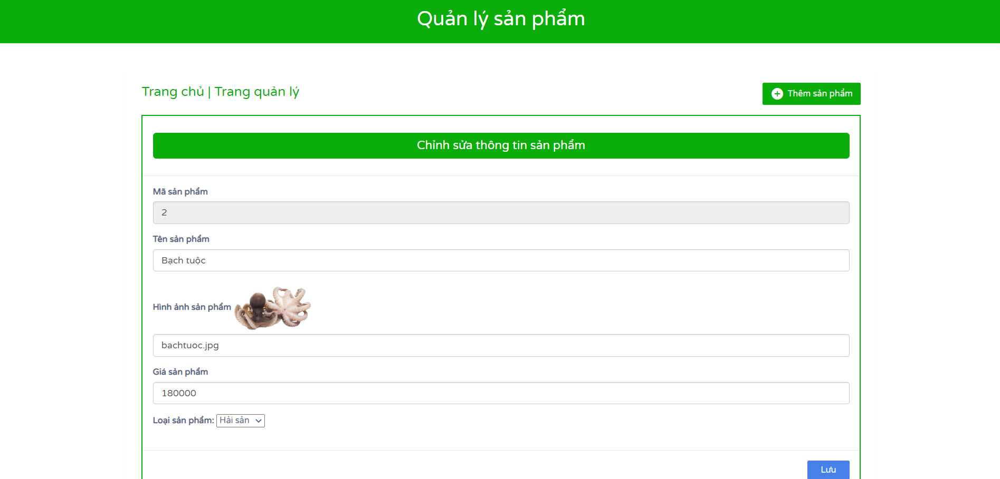 Quản lý sản phẩm
Trang chủ | Trang quản lý
Thêm sản phẩm
Chỉnh sửa thông tin sản phẩm
Mã sản phẩm
2
Tên sản phẩm
Bạch tuộc
Hình ảnh sản phẩm
bachtuoc.jpg
Giá sản phẩm
180000
Loại sản phẩm: Hải sản
Lưu